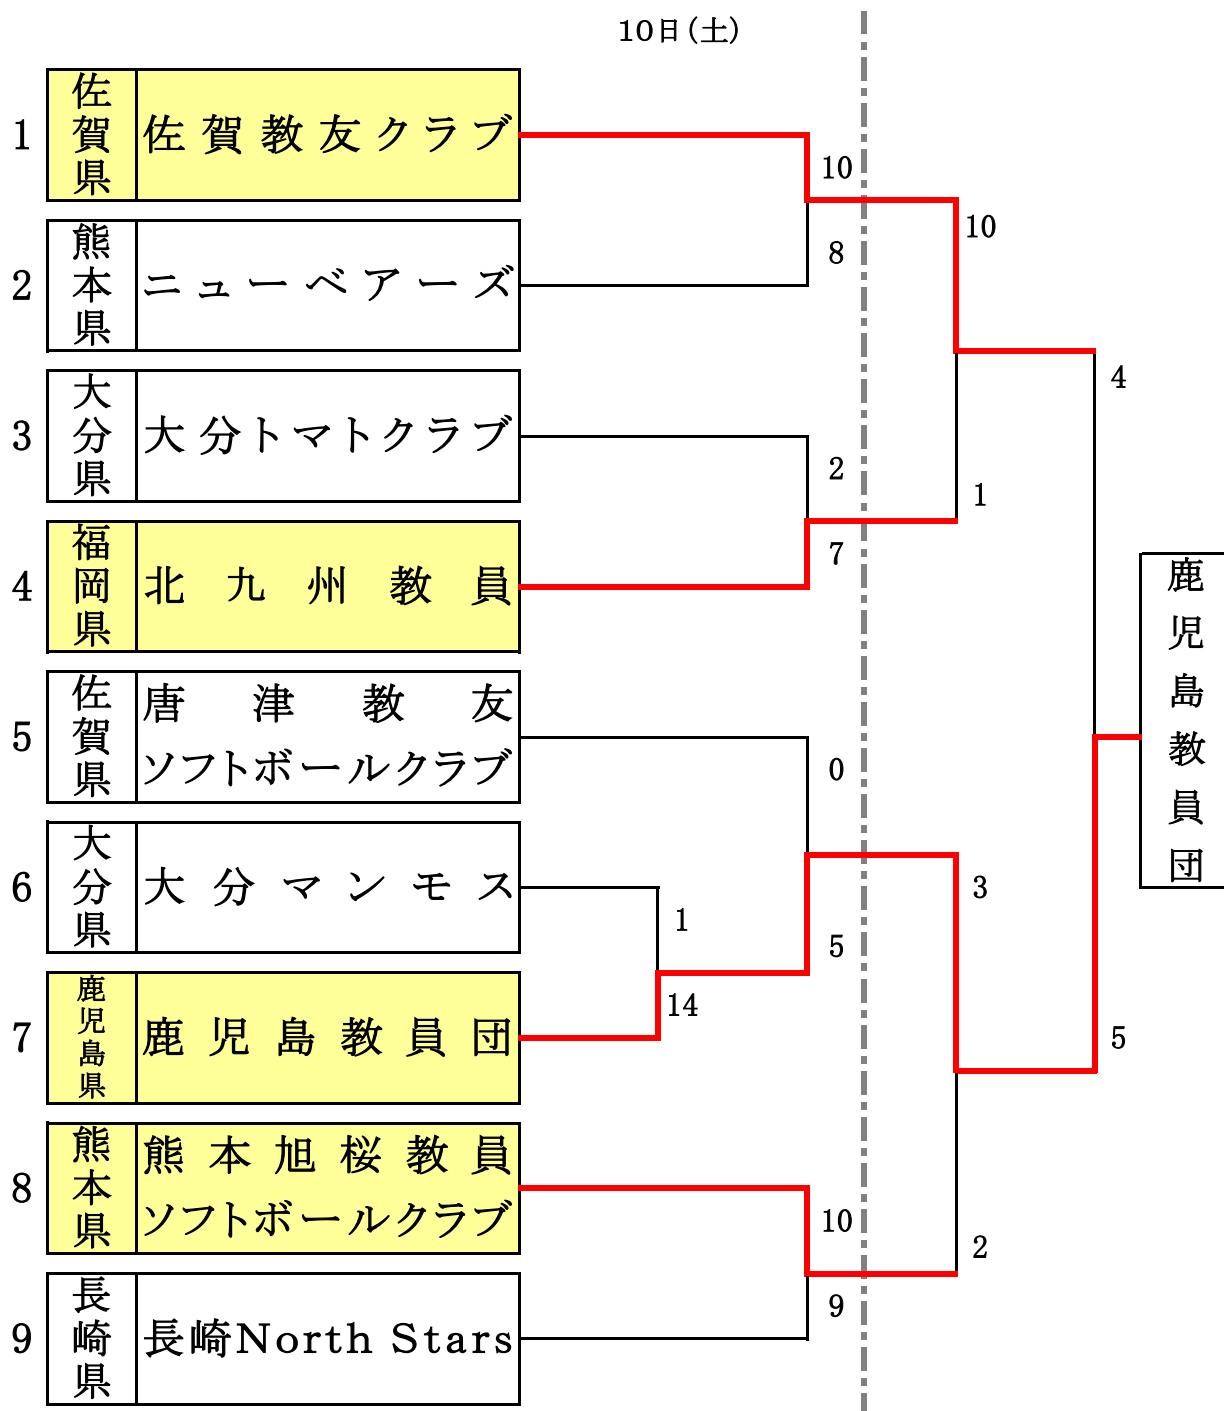 10日(土)
1 佐賀県 佐賀教友クラブ
10
10
2 熊本県 ニューベアーズ
8
4
3 大分県 大分トマトクラブ
2
1
4 福岡県 北九州教員
7
鹿児島教員団
5 佐賀県 唐津教友
ソフトボールクラブ
0
6 大分県 大分マンモス
1
3
5
7 鹿児島県 鹿児島教員団
14
5
8 熊本県 熊本旭桜教員
ソフトボールクラブ
10
2
9 長崎県 長崎North Stars
9